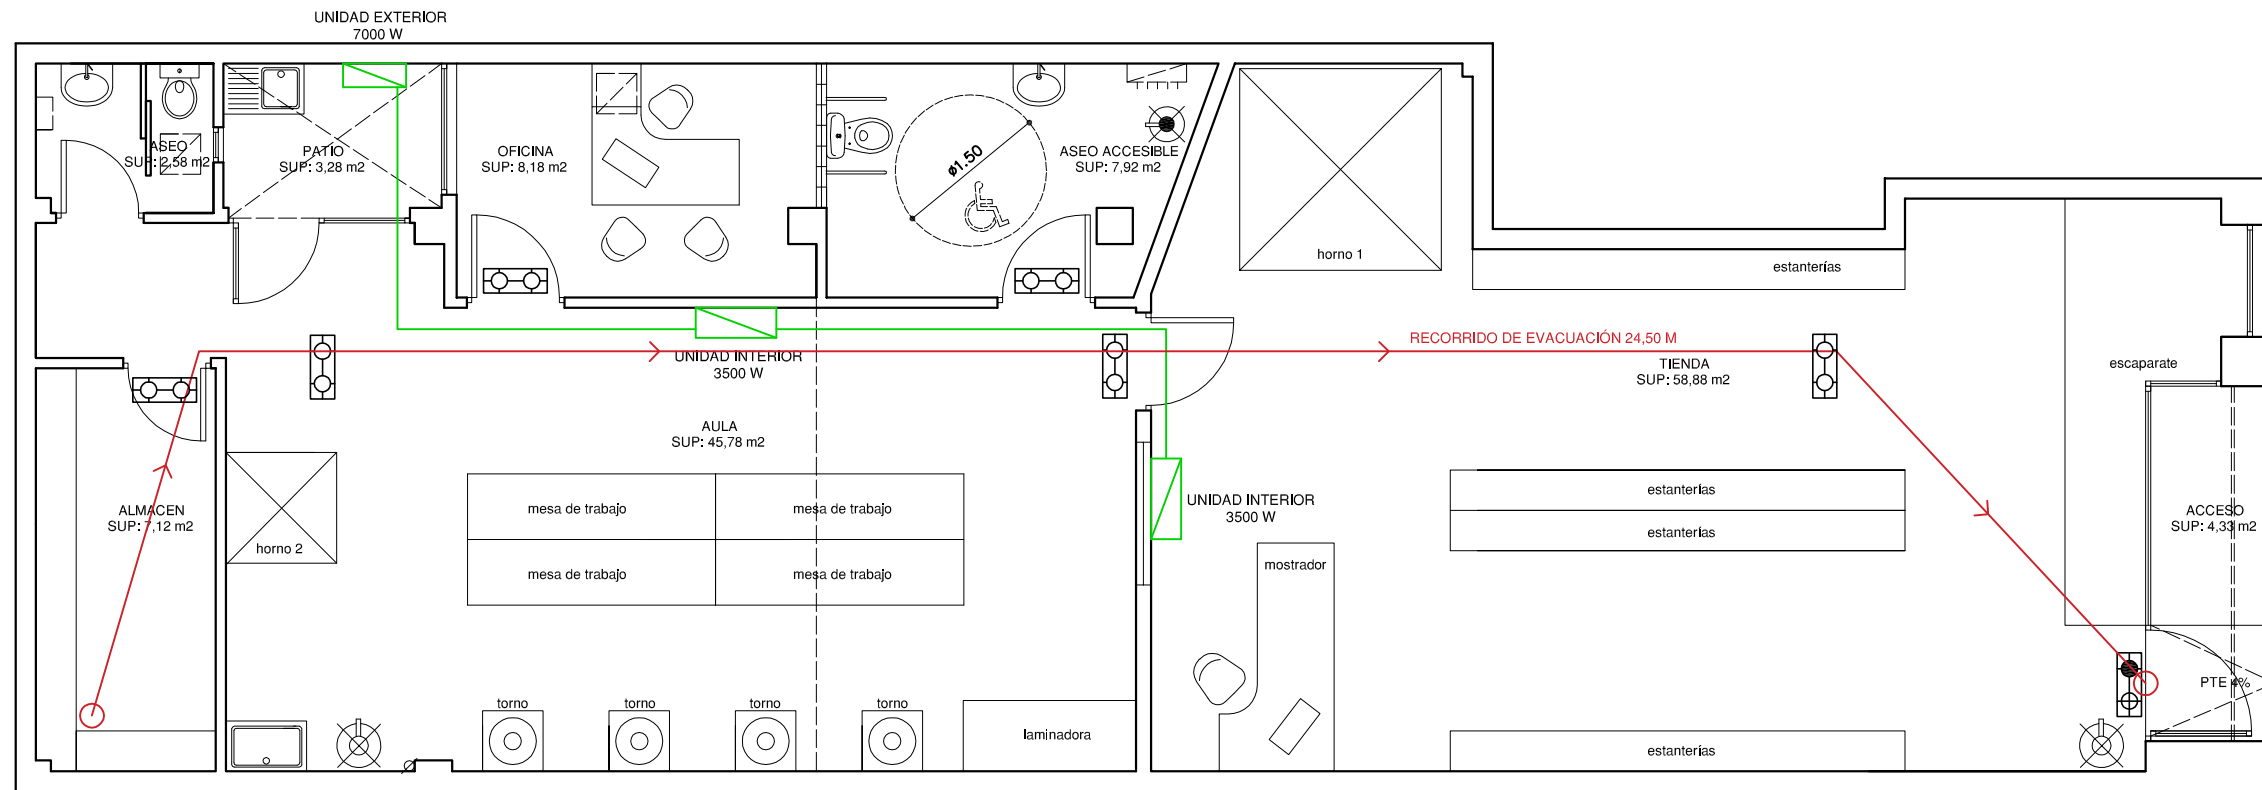 UNIDAD EXTERIOR
7000 W
ASEO
SUP: 2,58 m2
PATIO
SUP: 3,28 m2
OFICINA
SUP: 8,18 m2
ø1.50
ASEO ACCESIBLE
SUP: 7,92 m2
horno 1
estanterías
RECORRIDO DE EVACUACIÓN 24,50 M
UNIDAD INTERIOR
3500 W
TIENDA
SUP: 58,88 m2
escaparate
AULA
SUP: 45,78 m2
ALMACEN
SUP: 7,12 m2
horno 2
mesa de trabajo
mesa de trabajo
mesa de trabajo
mesa de trabajo
UNIDAD INTERIOR
3500 W
mostrador
estanterías
estanterías
ACCESO
SUP: 4,33 m2
PTE 4%
torno
torno
torno
torno
laminadora
estanterías